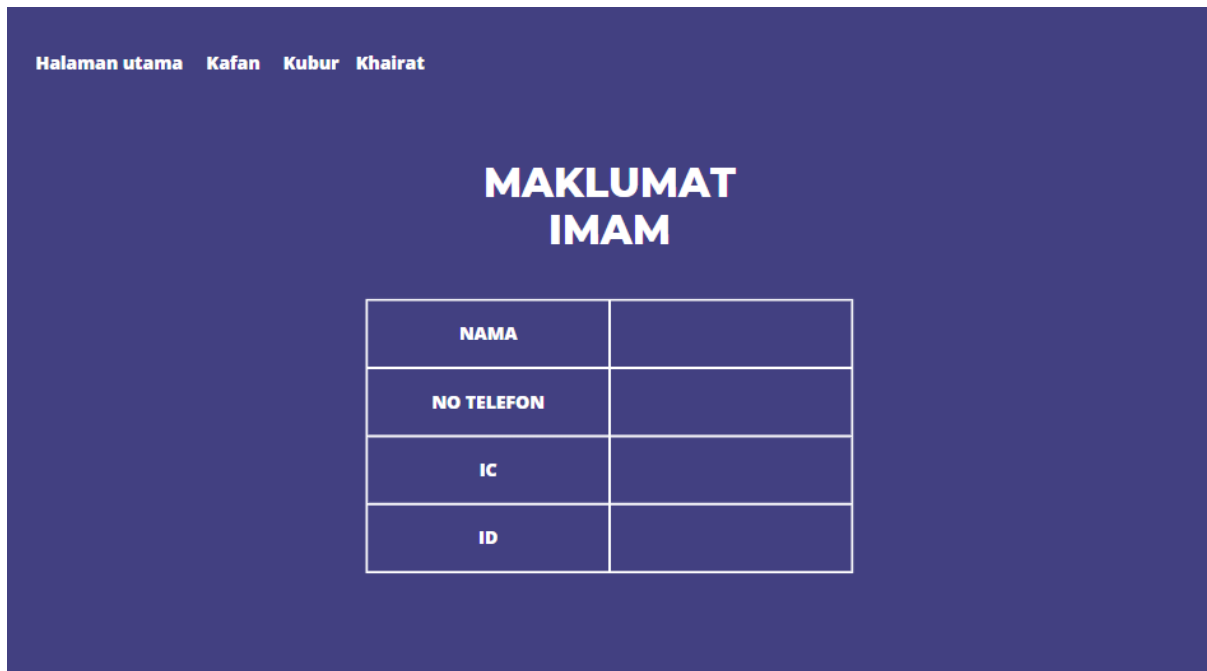 Halaman utama Kafan Kubur Khairat
MAKLUMAT
IMAM
NAMA
NO TELEFON
IC
ID